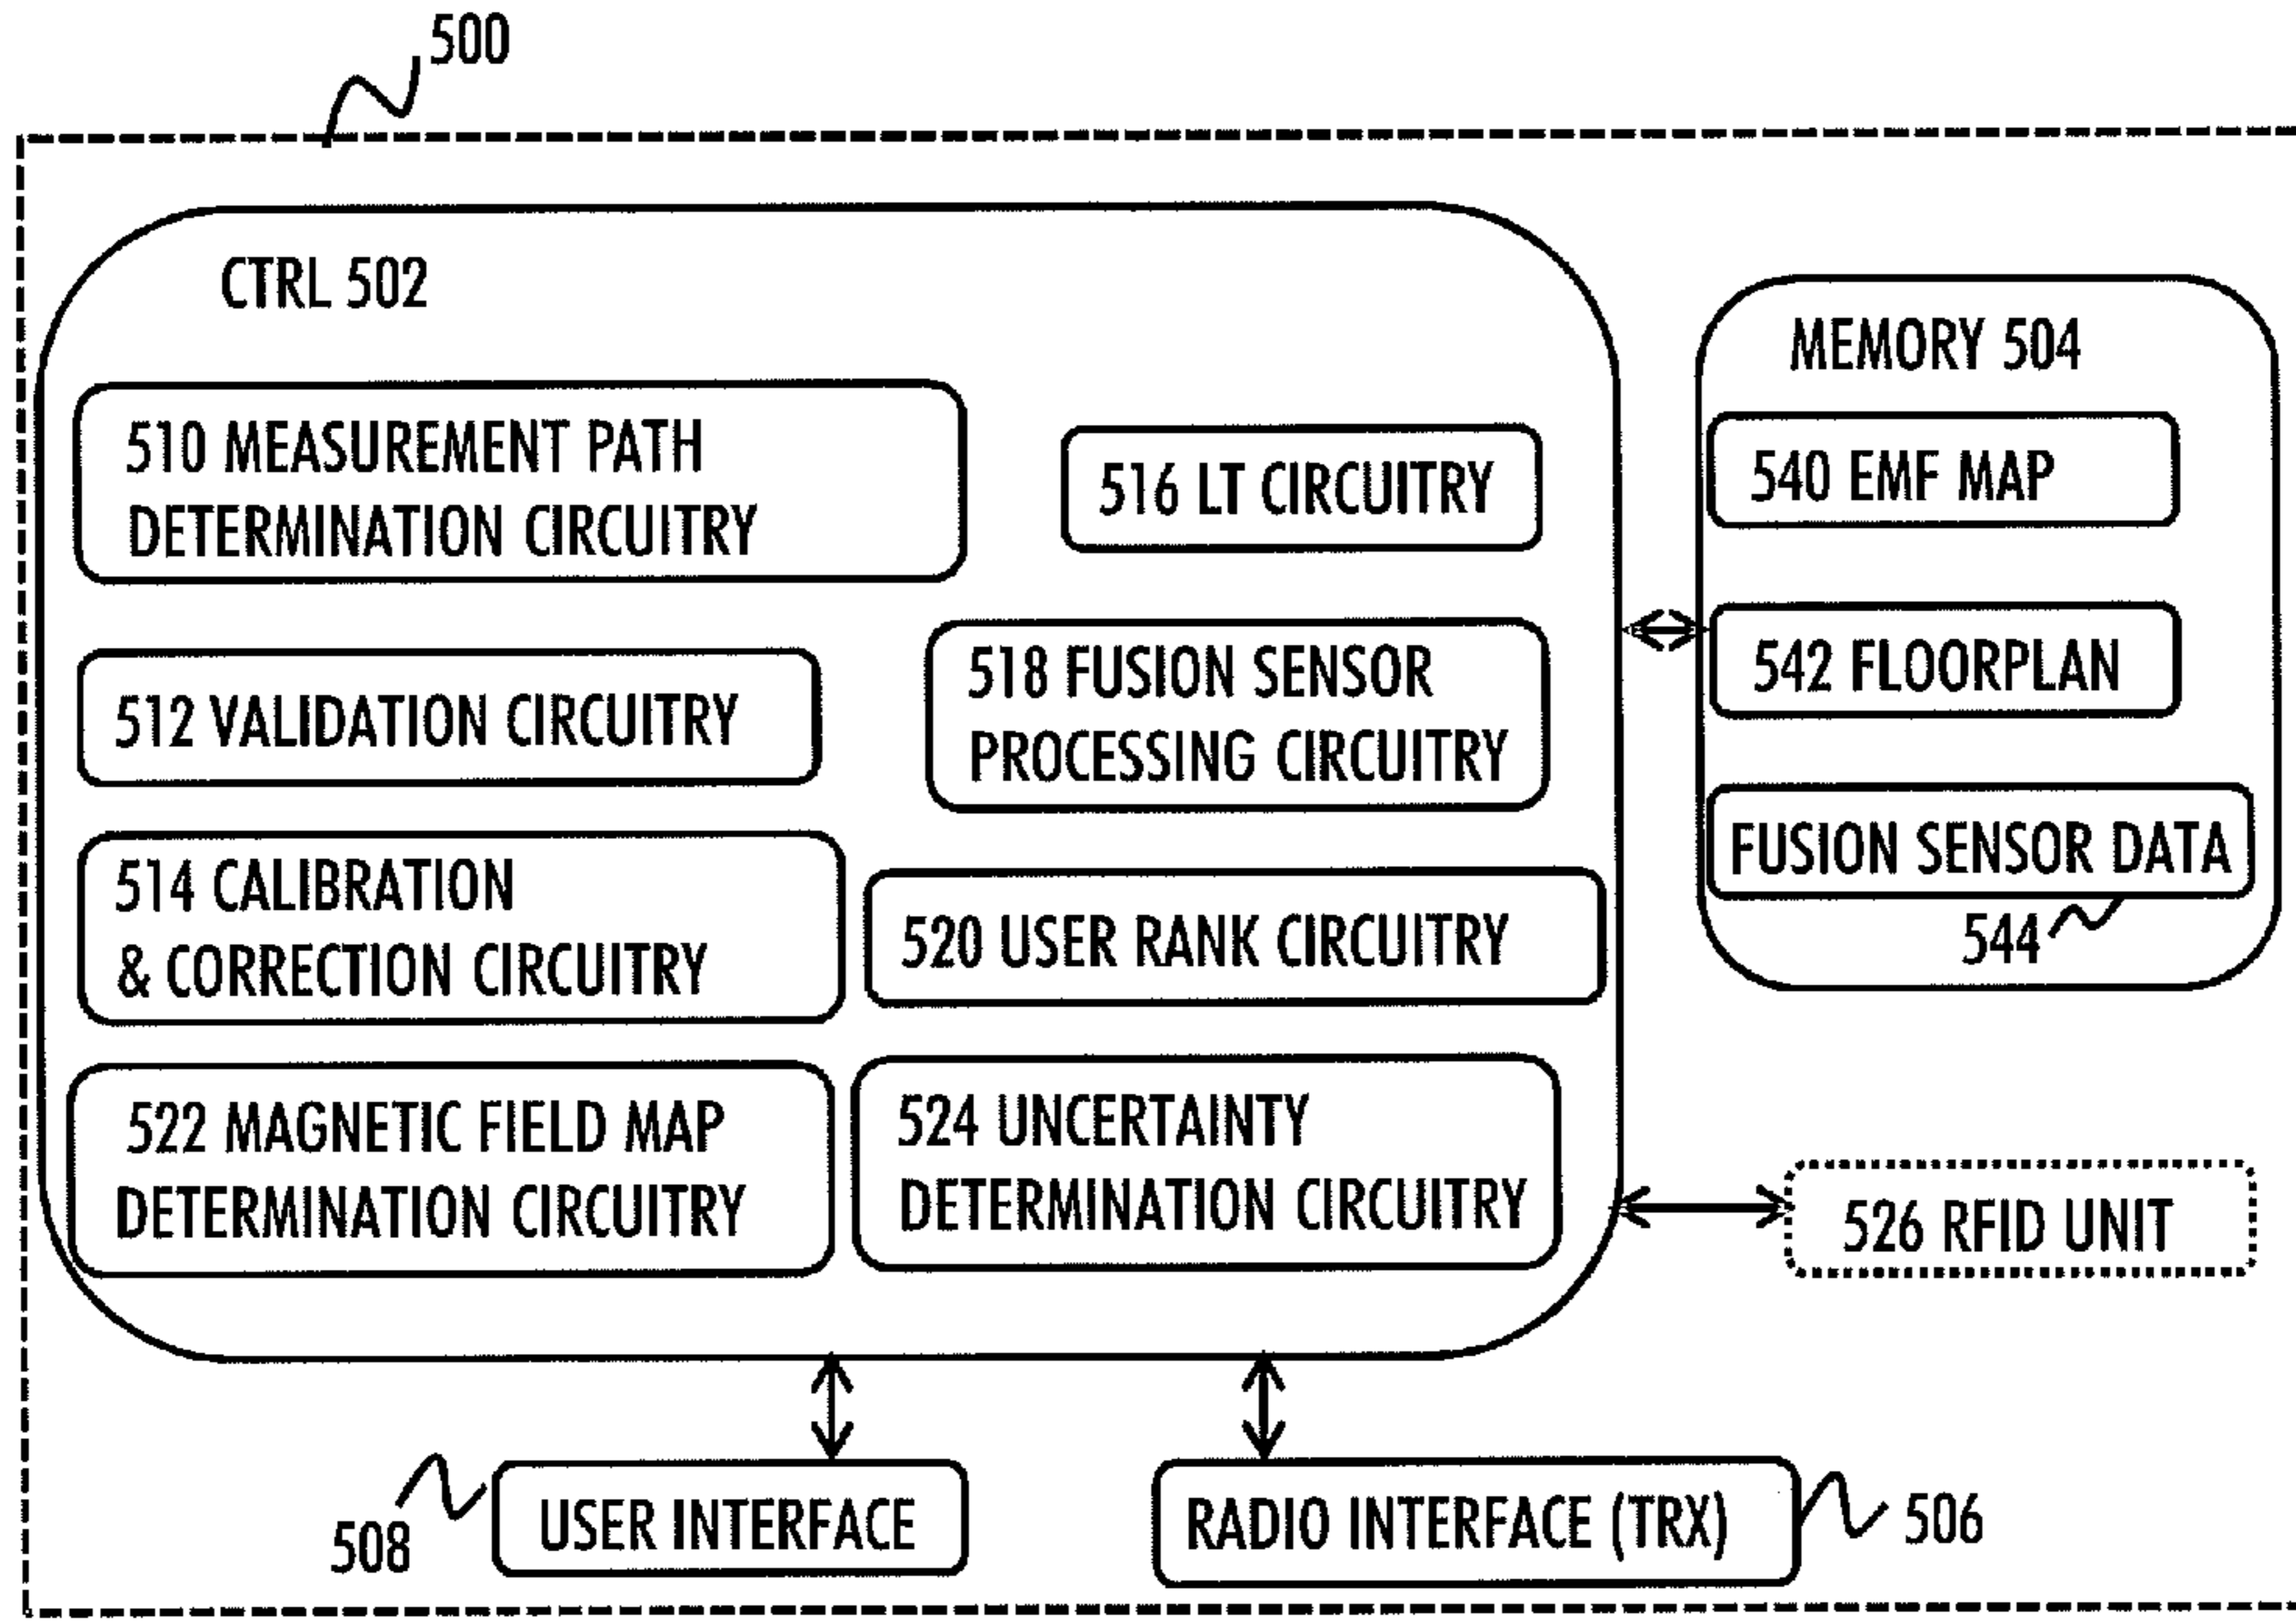 500
CTRL 502
510 MEASUREMENT PATH
DETERMINATION CIRCUITRY
516 LT CIRCUITRY
512 VALIDATION CIRCUITRY
518 FUSION SENSOR
PROCESSING CIRCUITRY
514 CALIBRATION
& CORRECTION CIRCUITRY
520 USER RANK CIRCUITRY
522 MAGNETIC FIELD MAP
DETERMINATION CIRCUITRY
524 UNCERTAINTY
DETERMINATION CIRCUITRY
MEMORY 504
540 EMF MAP
542 FLOORPLAN
FUSION SENSOR DATA
544
526 RFID UNIT
508
USER INTERFACE
RADIO INTERFACE (TRX)
506